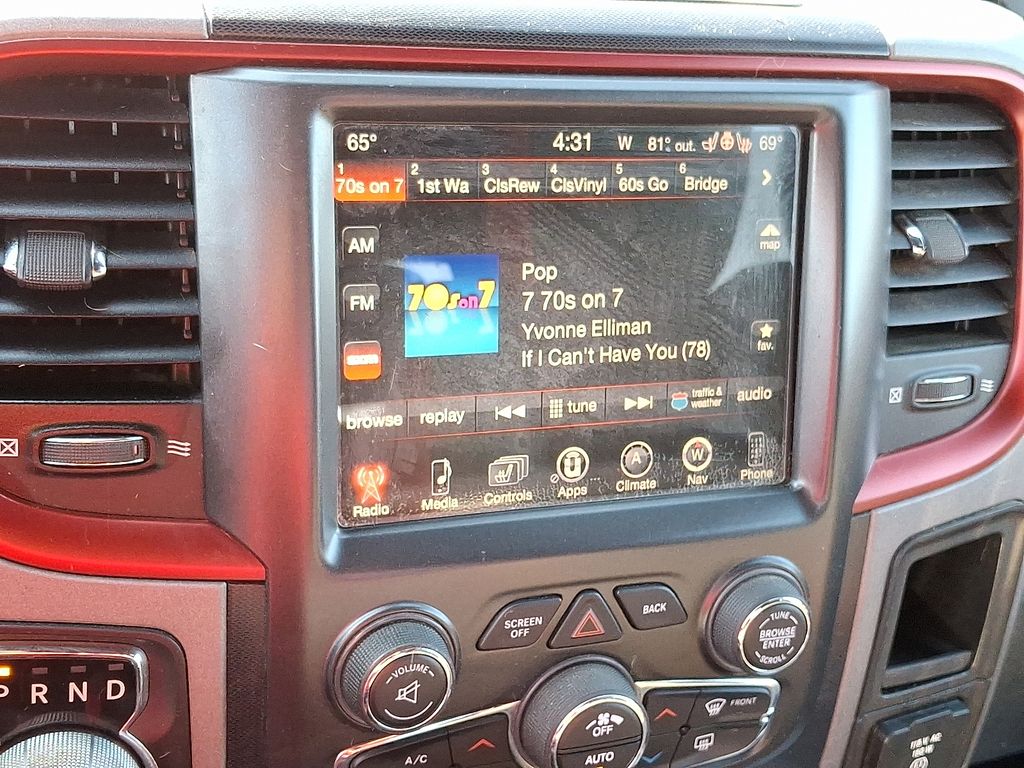 65° 4:31 W 81° out. 69°
1 70s on 7 2 1st Wa 3 ClsRew 4 ClsVinyl 5 60s Go 6 Bridge >
AM
map
FM
70s on 7
Pop
7 70s on 7
Yvonne Elliman
If I Can't Have You (78)
fav.
browse replay tune traffic & weather audio
Radio Media Controls Apps A Climate W Nav Phone
SCREEN OFF
BACK
VOLUME
TUNE
BROWSE
ENTER
SCROLL
P R N D
OFF
AUTO
A/C
FRONT
115V AC
150 W